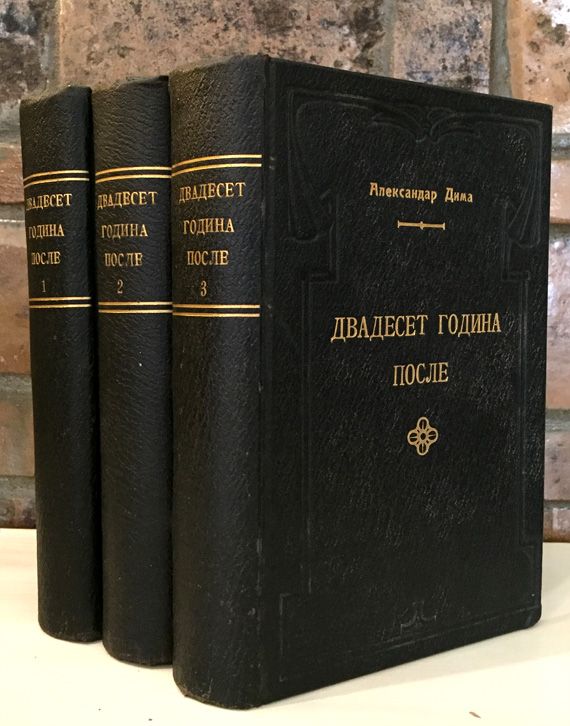 ДВАДЕСЕТ
ГОДИНА
ПОСЛЕ
1
ДВАДЕСЕТ
ГОДИНА
ПОСЛЕ
2
ДВАДЕСЕТ
ГОДИНА
ПОСЛЕ
3
Александар Дима
ДВАДЕСЕТ ГОДИНА
ПОСЛЕ